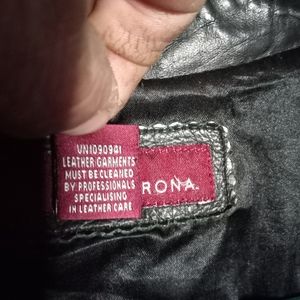 VN1090981
LEATHER GARMENTS
MUST BE CLEANED
BY PROFESSIONALS
SPECIALISING
IN LEATHER CARE
RONA